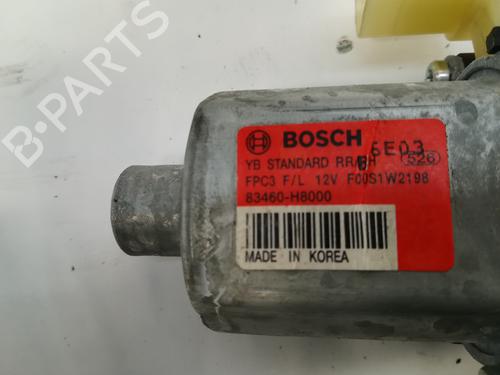 B-PARTS
BOSCH 6E03
YB STANDARD RR RH 526
FPC3 F/L 12V F00S1W2198
83460-H8000
MADE IN KOREA